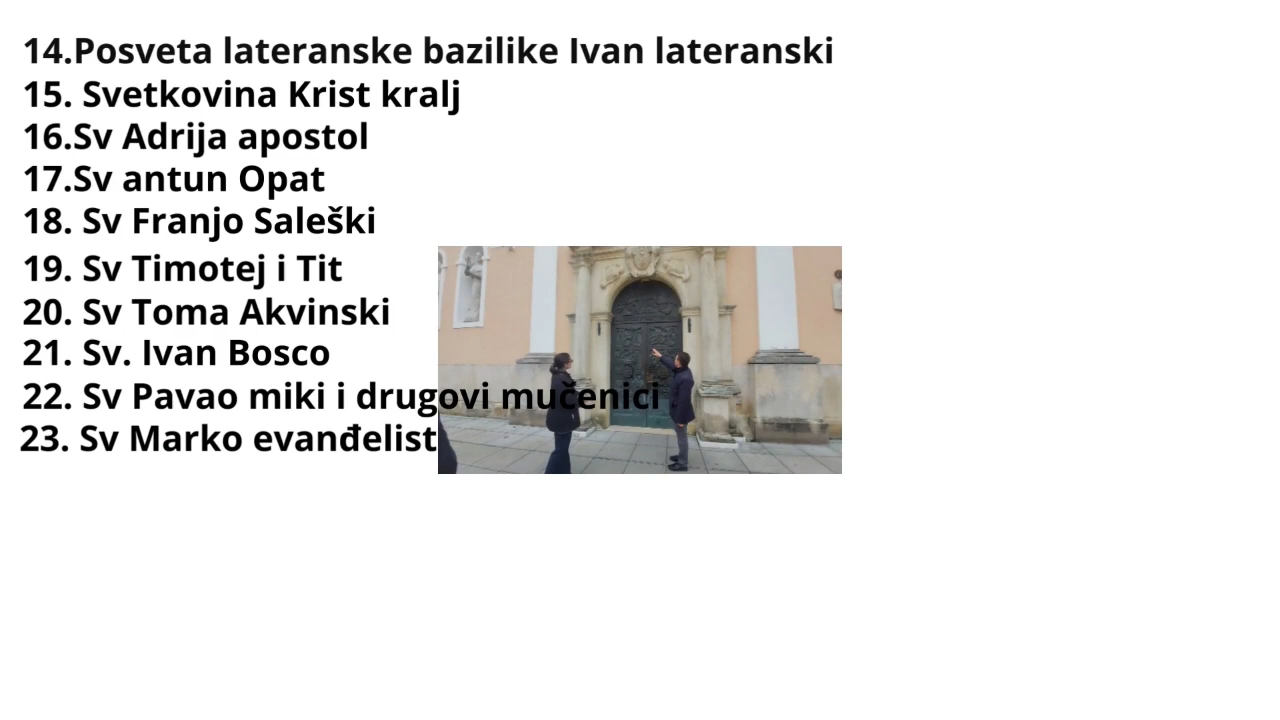 14.Posveta lateranske bazilike Ivan lateranski
15. Svetkovina Krist kralj
16.Sv Adrija apostol
17.Sv antun Opat
18. Sv Franjo Saleški
19. Sv Timotej i Tit
20. Sv Toma Akvinski
21. Sv. Ivan Bosco
22. Sv Pavao miki i drugovi mučenici
23. Sv Marko evanđelist